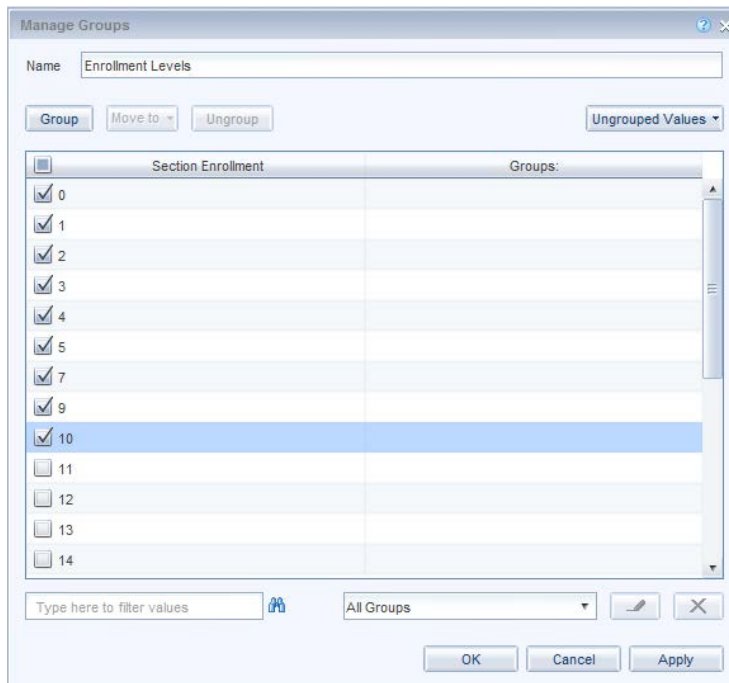 Manage Groups
?
Name Enrollment Levels
Group Move to Ungroup Ungrouped Values
Section Enrollment Groups:
0
1
2
3
4
5
7
9
10
11
12
13
14
Type here to filter values All Groups
OK Cancel Apply